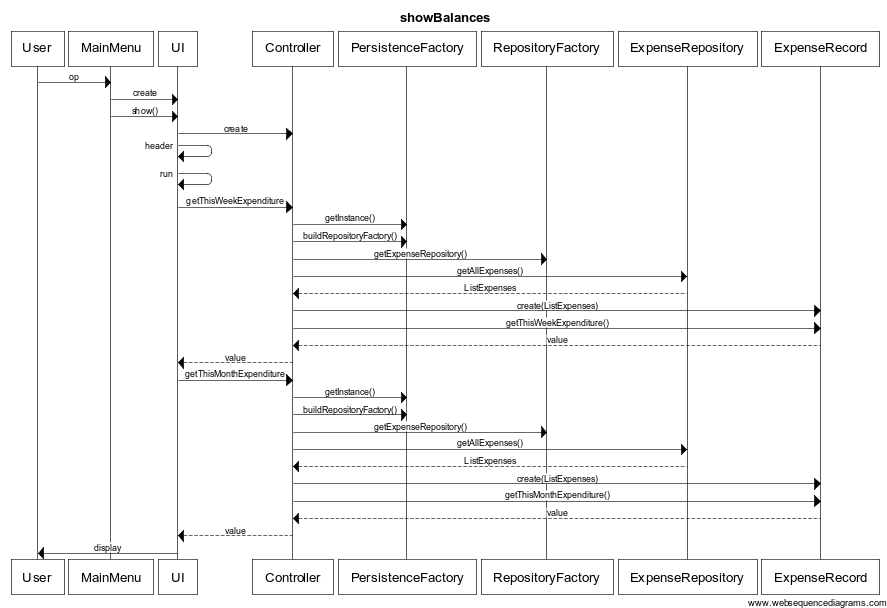 showBalances
User MainMenu UI Controller PersistenceFactory RepositoryFactory ExpenseRepository ExpenseRecord
op
create
show()
create
header
run
getThisWeekExpenditure
getInstance()
buildRepositoryFactory()
getExpenseRepository()
getAllExpenses()
ListExpenses
create(ListExpenses)
getThisWeekExpenditure()
value
value
getThisMonthExpenditure
getInstance()
buildRepositoryFactory()
getExpenseRepository()
getAllExpenses()
ListExpenses
create(ListExpenses)
getThisMonthExpenditure()
value
value
display
User MainMenu UI Controller PersistenceFactory RepositoryFactory ExpenseRepository ExpenseRecord
www.websequencediagrams.com